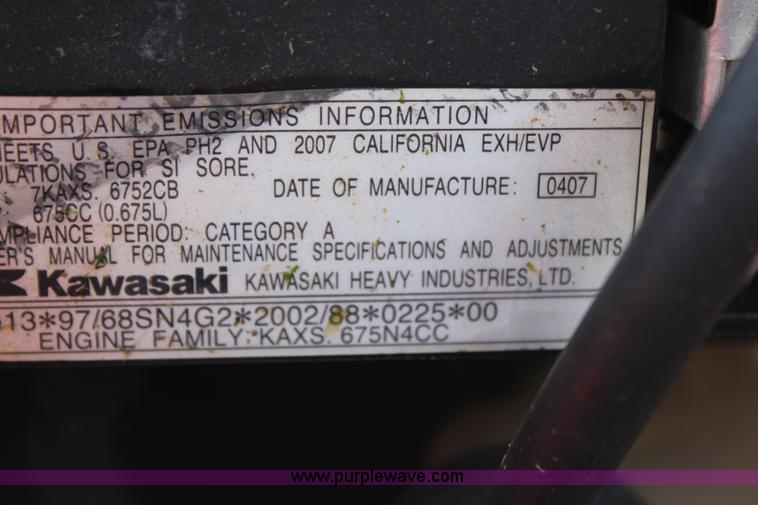 IMPORTANT EMISSIONS INFORMATION
MEETS U.S. EPA PH2 AND 2007 CALIFORNIA EXH/EVP
ULATIONS FOR SI SORE.
7KAXS. 6752CB
DATE OF MANUFACTURE: 0407
675CC (0.675L)
MPLIANCE PERIOD: CATEGORY A
ER'S MANUAL FOR MAINTENANCE SPECIFICATIONS AND ADJUSTMENTS
Kawasaki KAWASAKI HEAVY INDUSTRIES, LTD.
13*97/68SN4G2*2002/88*0225*00
ENGINE FAMILY: KAXS. 675N4CC
www.purplewave.com